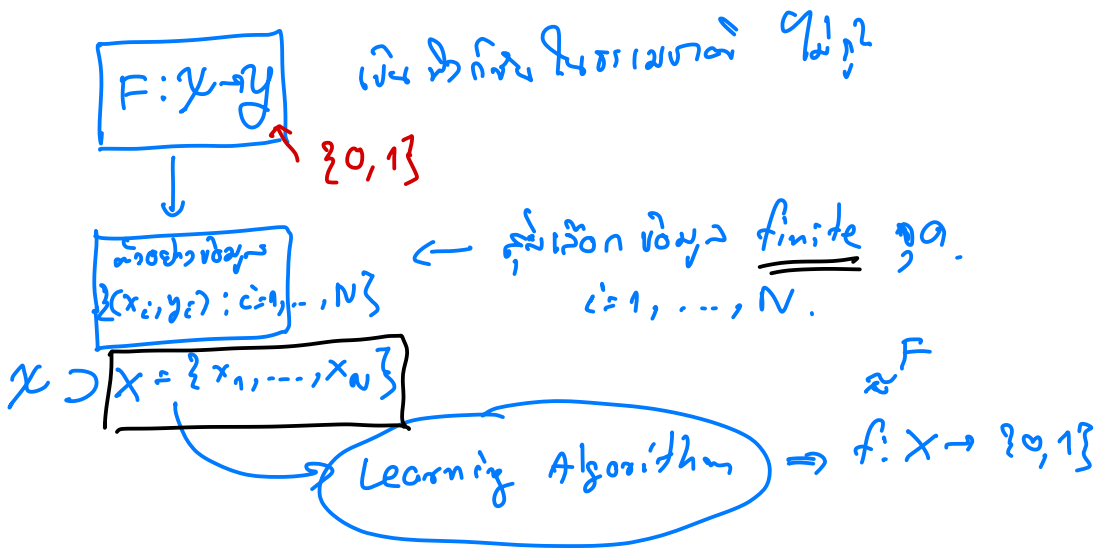 F : 𝒳 → 𝒴 เป็นฟังก์ชันในธรรมชาติ ไม่รู้
{0, 1}
ตัวอย่างข้อมูล ← สุ่มเลือก ข้อมูล finite จุด.
{(xᵢ, yᵢ) : i=1, ..., N} i=1, ..., N.
𝒳 ⊃ X = {x₁, ...., x_N}
≈ F
Learning Algorithm ⇒ f: X → {0, 1}